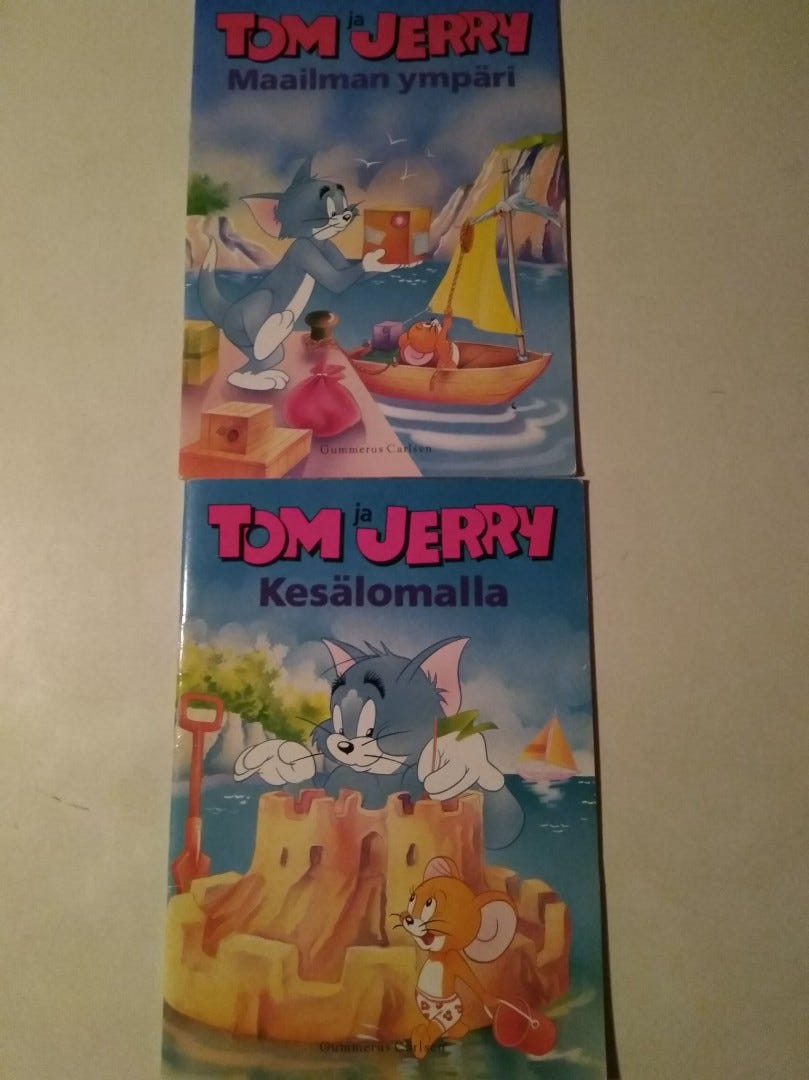 TOM ja JERRY
Maailman ympäri
Gummerus Carlsen
TOM ja JERRY
Kesälomalla
Gummerus Carlsen